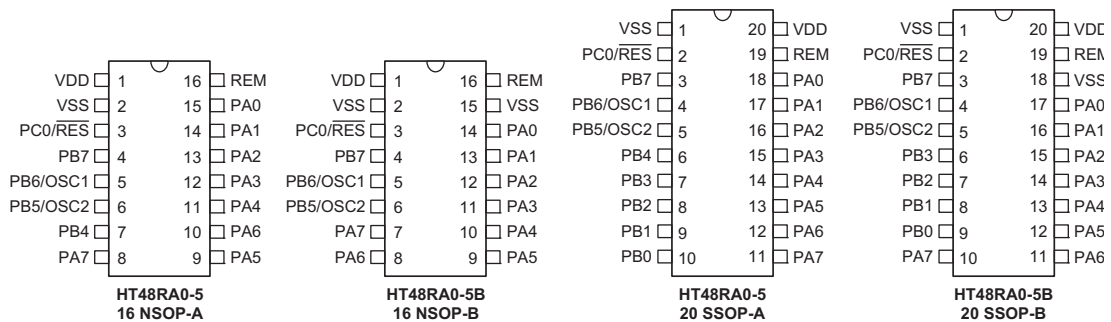 VDD 1 16 REM
VSS 2 15 PA0
PC0/RES 3 14 PA1
PB7 4 13 PA2
PB6/OSC1 5 12 PA3
PB5/OSC2 6 11 PA4
PB4 7 10 PA6
PA7 8 9 PA5
HT48RA0-5
16 NSOP-A
VDD 1 16 REM
VSS 2 15 VSS
PC0/RES 3 14 PA0
PB7 4 13 PA1
PB6/OSC1 5 12 PA2
PB5/OSC2 6 11 PA3
PA7 7 10 PA4
PA6 8 9 PA5
HT48RA0-5B
16 NSOP-B
VSS 1 20 VDD
PC0/RES 2 19 REM
PB7 3 18 PA0
PB6/OSC1 4 17 PA1
PB5/OSC2 5 16 PA2
PB4 6 15 PA3
PB3 7 14 PA4
PB2 8 13 PA5
PB1 9 12 PA6
PB0 10 11 PA7
HT48RA0-5
20 SSOP-A
VSS 1 20 VDD
PC0/RES 2 19 REM
PB7 3 18 VSS
PB6/OSC1 4 17 PA0
PB5/OSC2 5 16 PA1
PB3 6 15 PA2
PB2 7 14 PA3
PB1 8 13 PA4
PB0 9 12 PA5
PA7 10 11 PA6
HT48RA0-5B
20 SSOP-B